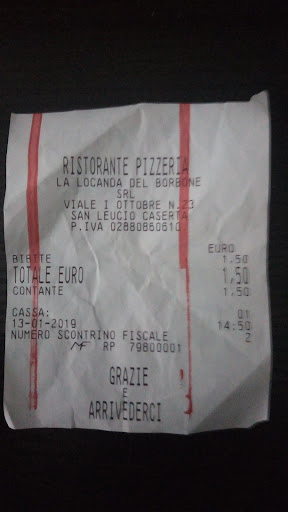 RISTORANTE PIZZERIA
LA LOCANDA DEL BORBONE
SRL
VIALE I OTTOBRE N.23
SAN LEUCIO CASERTA
P.IVA 02880860610
EURO
BIBITE 1,50
TOTALE EURO 1,50
CONTANTE 1,50
CASSA: 01
13-01-2019 14:50
NUMERO SCONTRINO FISCALE 2
MF RP 79800001
GRAZIE
E
ARRIVEDERCI